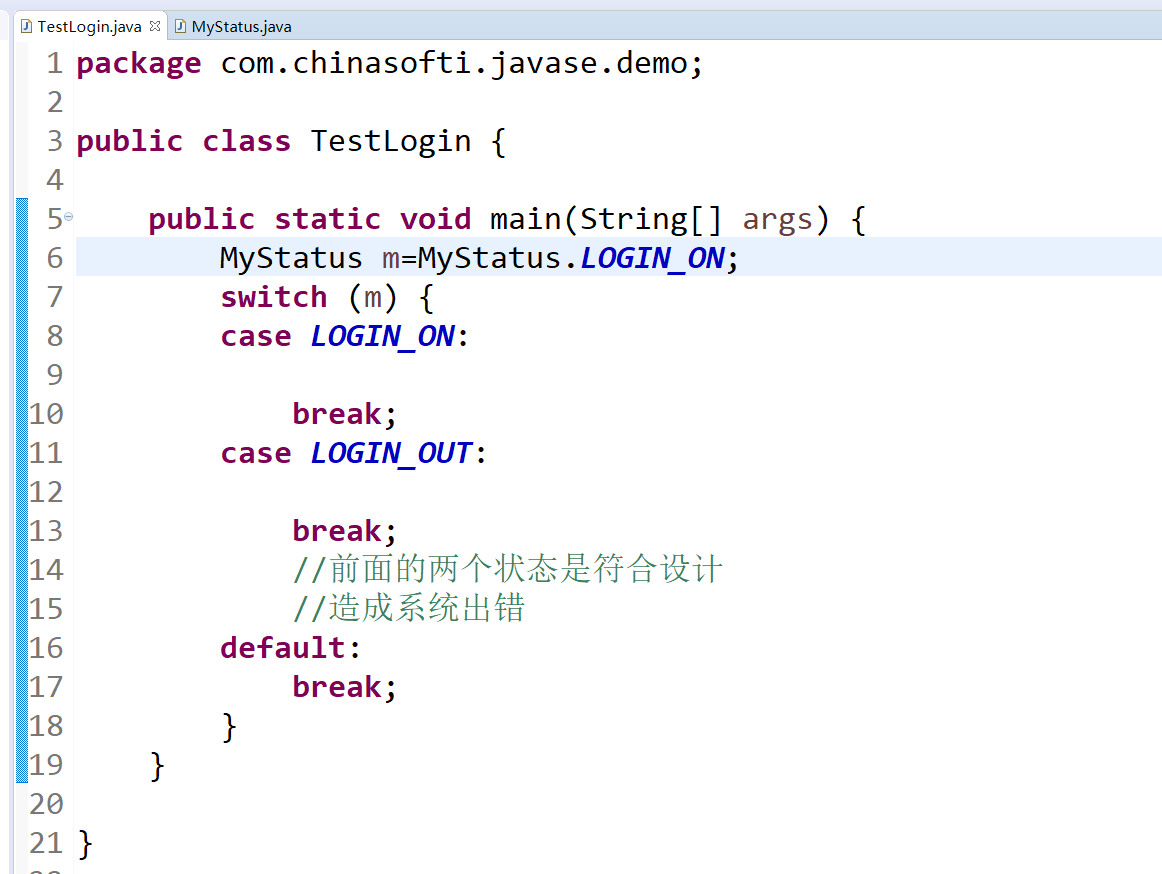 TestLogin.java MyStatus.java
1 package com.chinasofti.javase.demo;
2
3 public class TestLogin {
4
5 public static void main(String[] args) {
6 MyStatus m=MyStatus.LOGIN_ON;
7 switch (m) {
8 case LOGIN_ON:
9
10 break;
11 case LOGIN_OUT:
12
13 break;
14 //前面的两个状态是符合设计
15 //造成系统出错
16 default:
17 break;
18 }
19 }
20
21 }